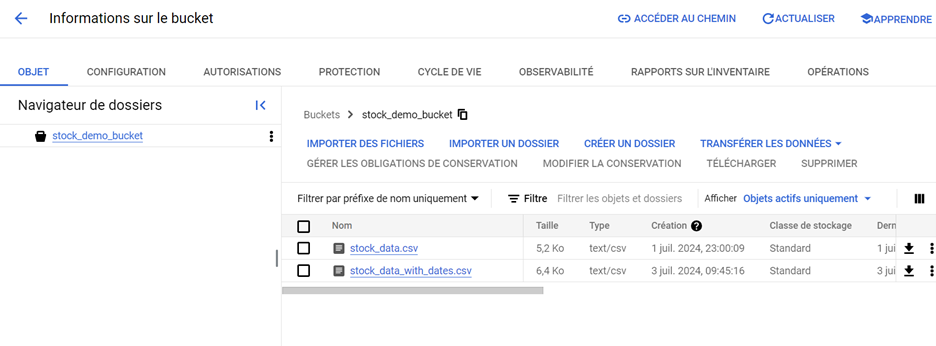 Informations sur le bucket
ACCÉDER AU CHEMIN
ACTUALISER
APPRENDRE
OBJET
CONFIGURATION
AUTORISATIONS
PROTECTION
CYCLE DE VIE
OBSERVABILITÉ
RAPPORTS SUR L'INVENTAIRE
OPÉRATIONS
Navigateur de dossiers
stock_demo_bucket
Buckets > stock_demo_bucket
IMPORTER DES FICHIERS
IMPORTER UN DOSSIER
CRÉER UN DOSSIER
TRANSFÉRER LES DONNÉES
GÉRER LES OBLIGATIONS DE CONSERVATION
MODIFIER LA CONSERVATION
TÉLÉCHARGER
SUPPRIMER
Filtrer par préfixe de nom uniquement
Filtre
Filtrer les objets et dossiers
Afficher
Objets actifs uniquement
Nom Taille Type Création Classe de stockage Dern
stock_data.csv 5,2 Ko text/csv 1 juil. 2024, 23:00:09 Standard 1 jui
stock_data_with_dates.csv 6,4 Ko text/csv 3 juil. 2024, 09:45:16 Standard 3 jui